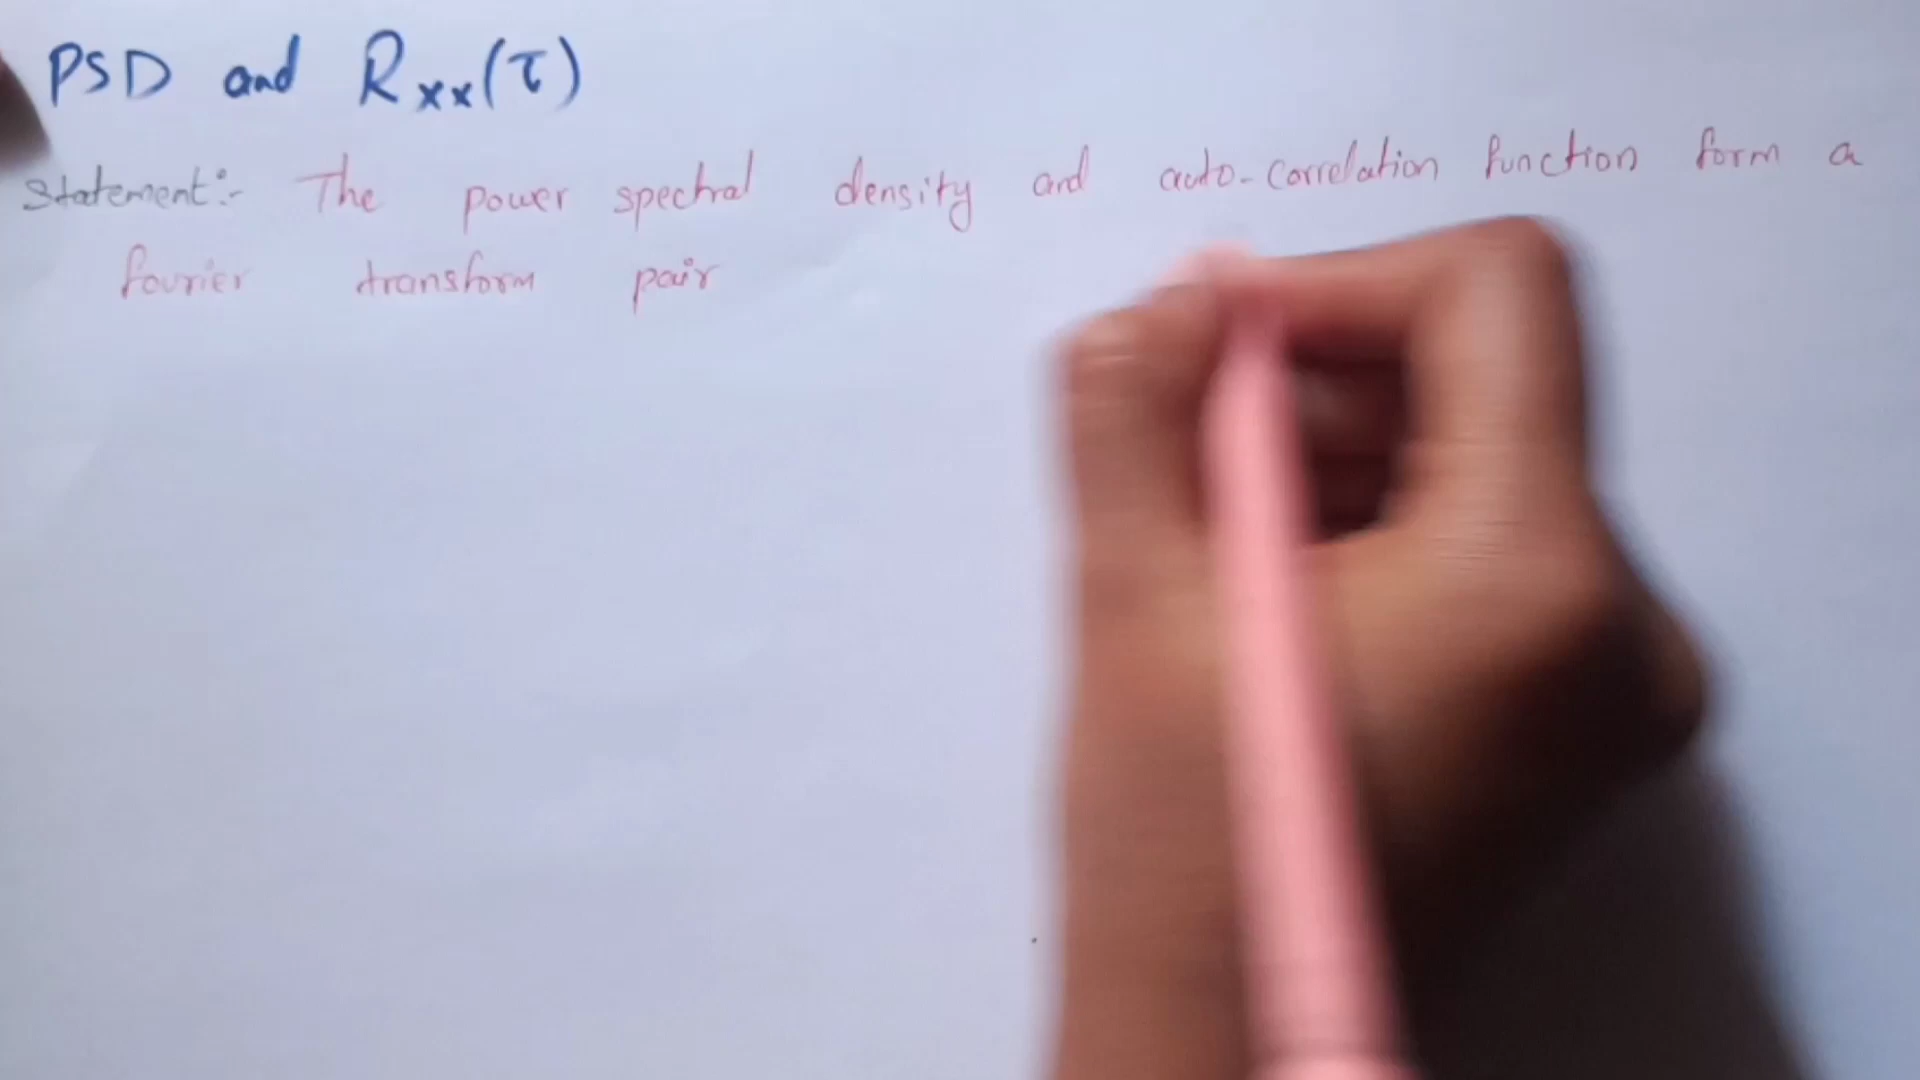 PSD and Rxx(τ)
Statement:- The power spectral density and auto-correlation function form a
fourier transform pair